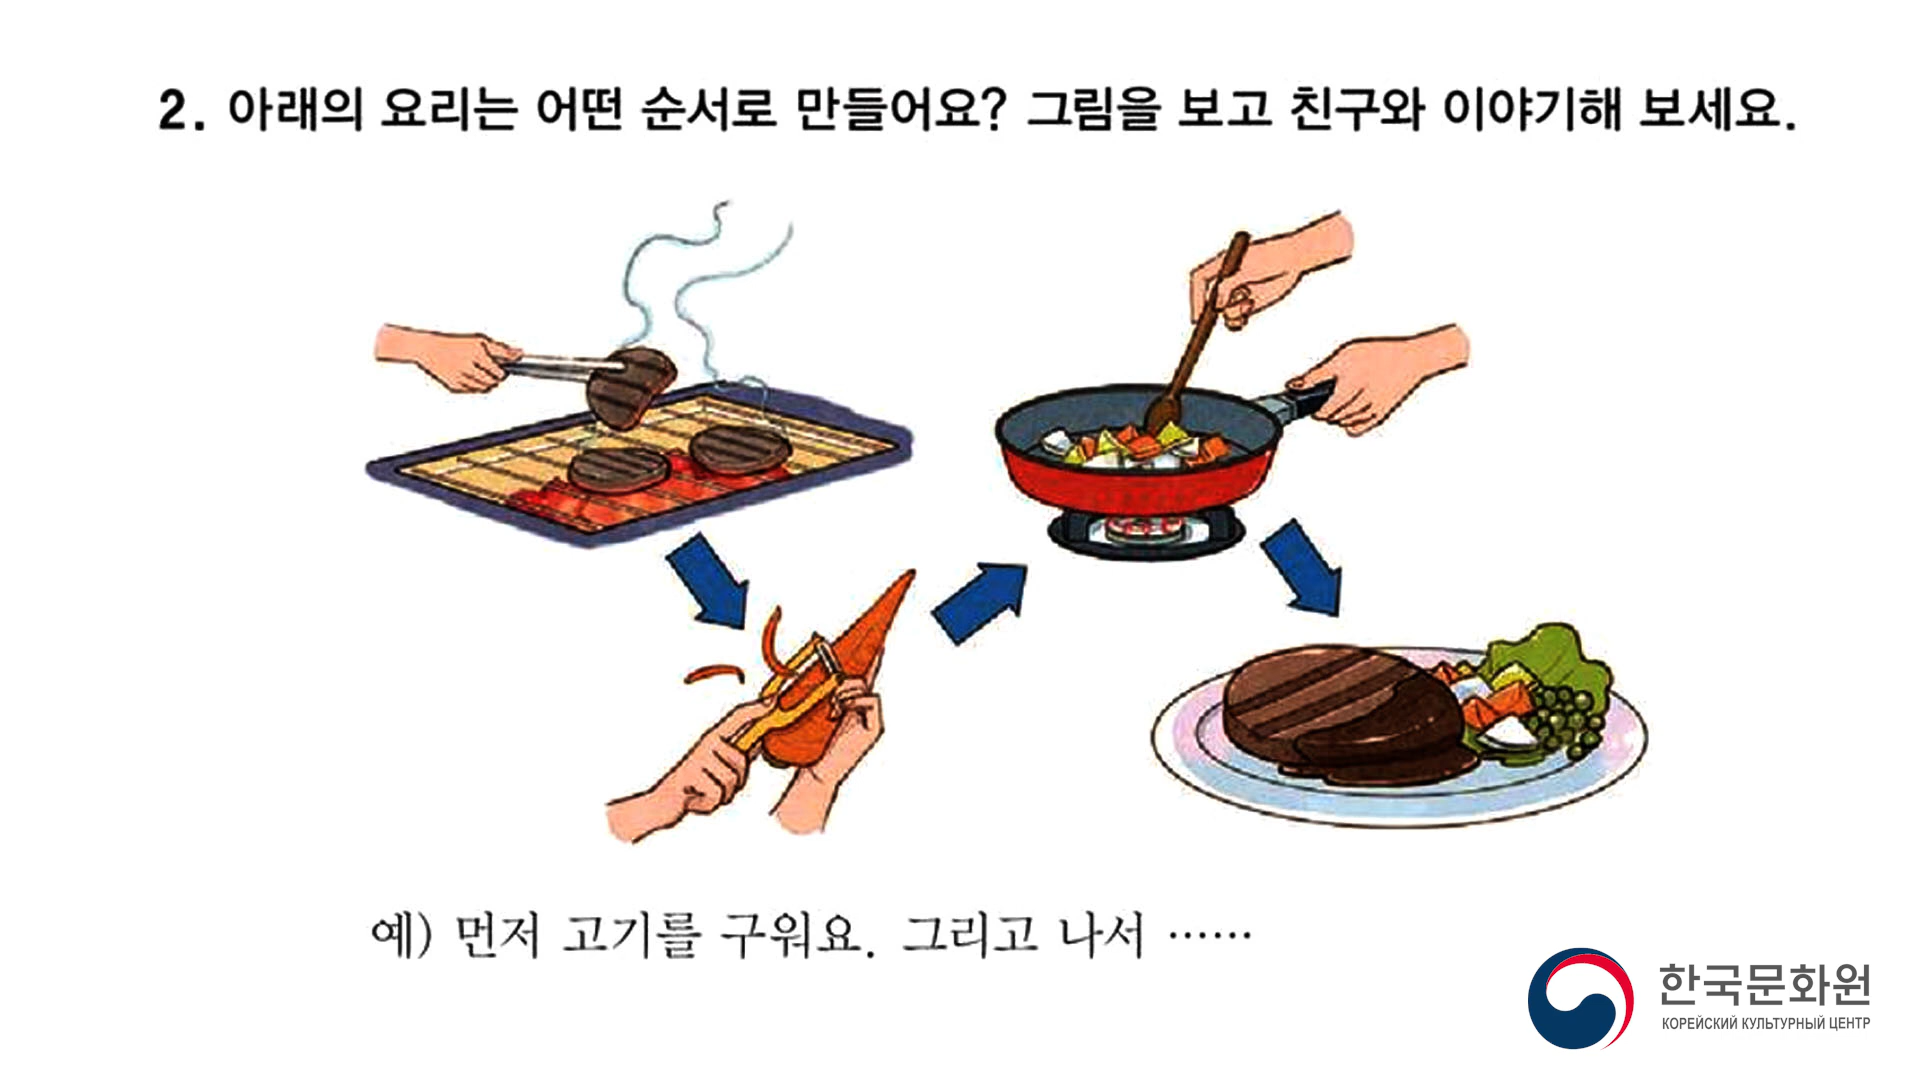 2. 아래의 요리는 어떤 순서로 만들어요? 그림을 보고 친구와 이야기해 보세요.
예) 먼저 고기를 구워요. 그리고 나서 ……
한국문화원
КОРЕЙСКИЙ КУЛЬТУРНЫЙ ЦЕНТР